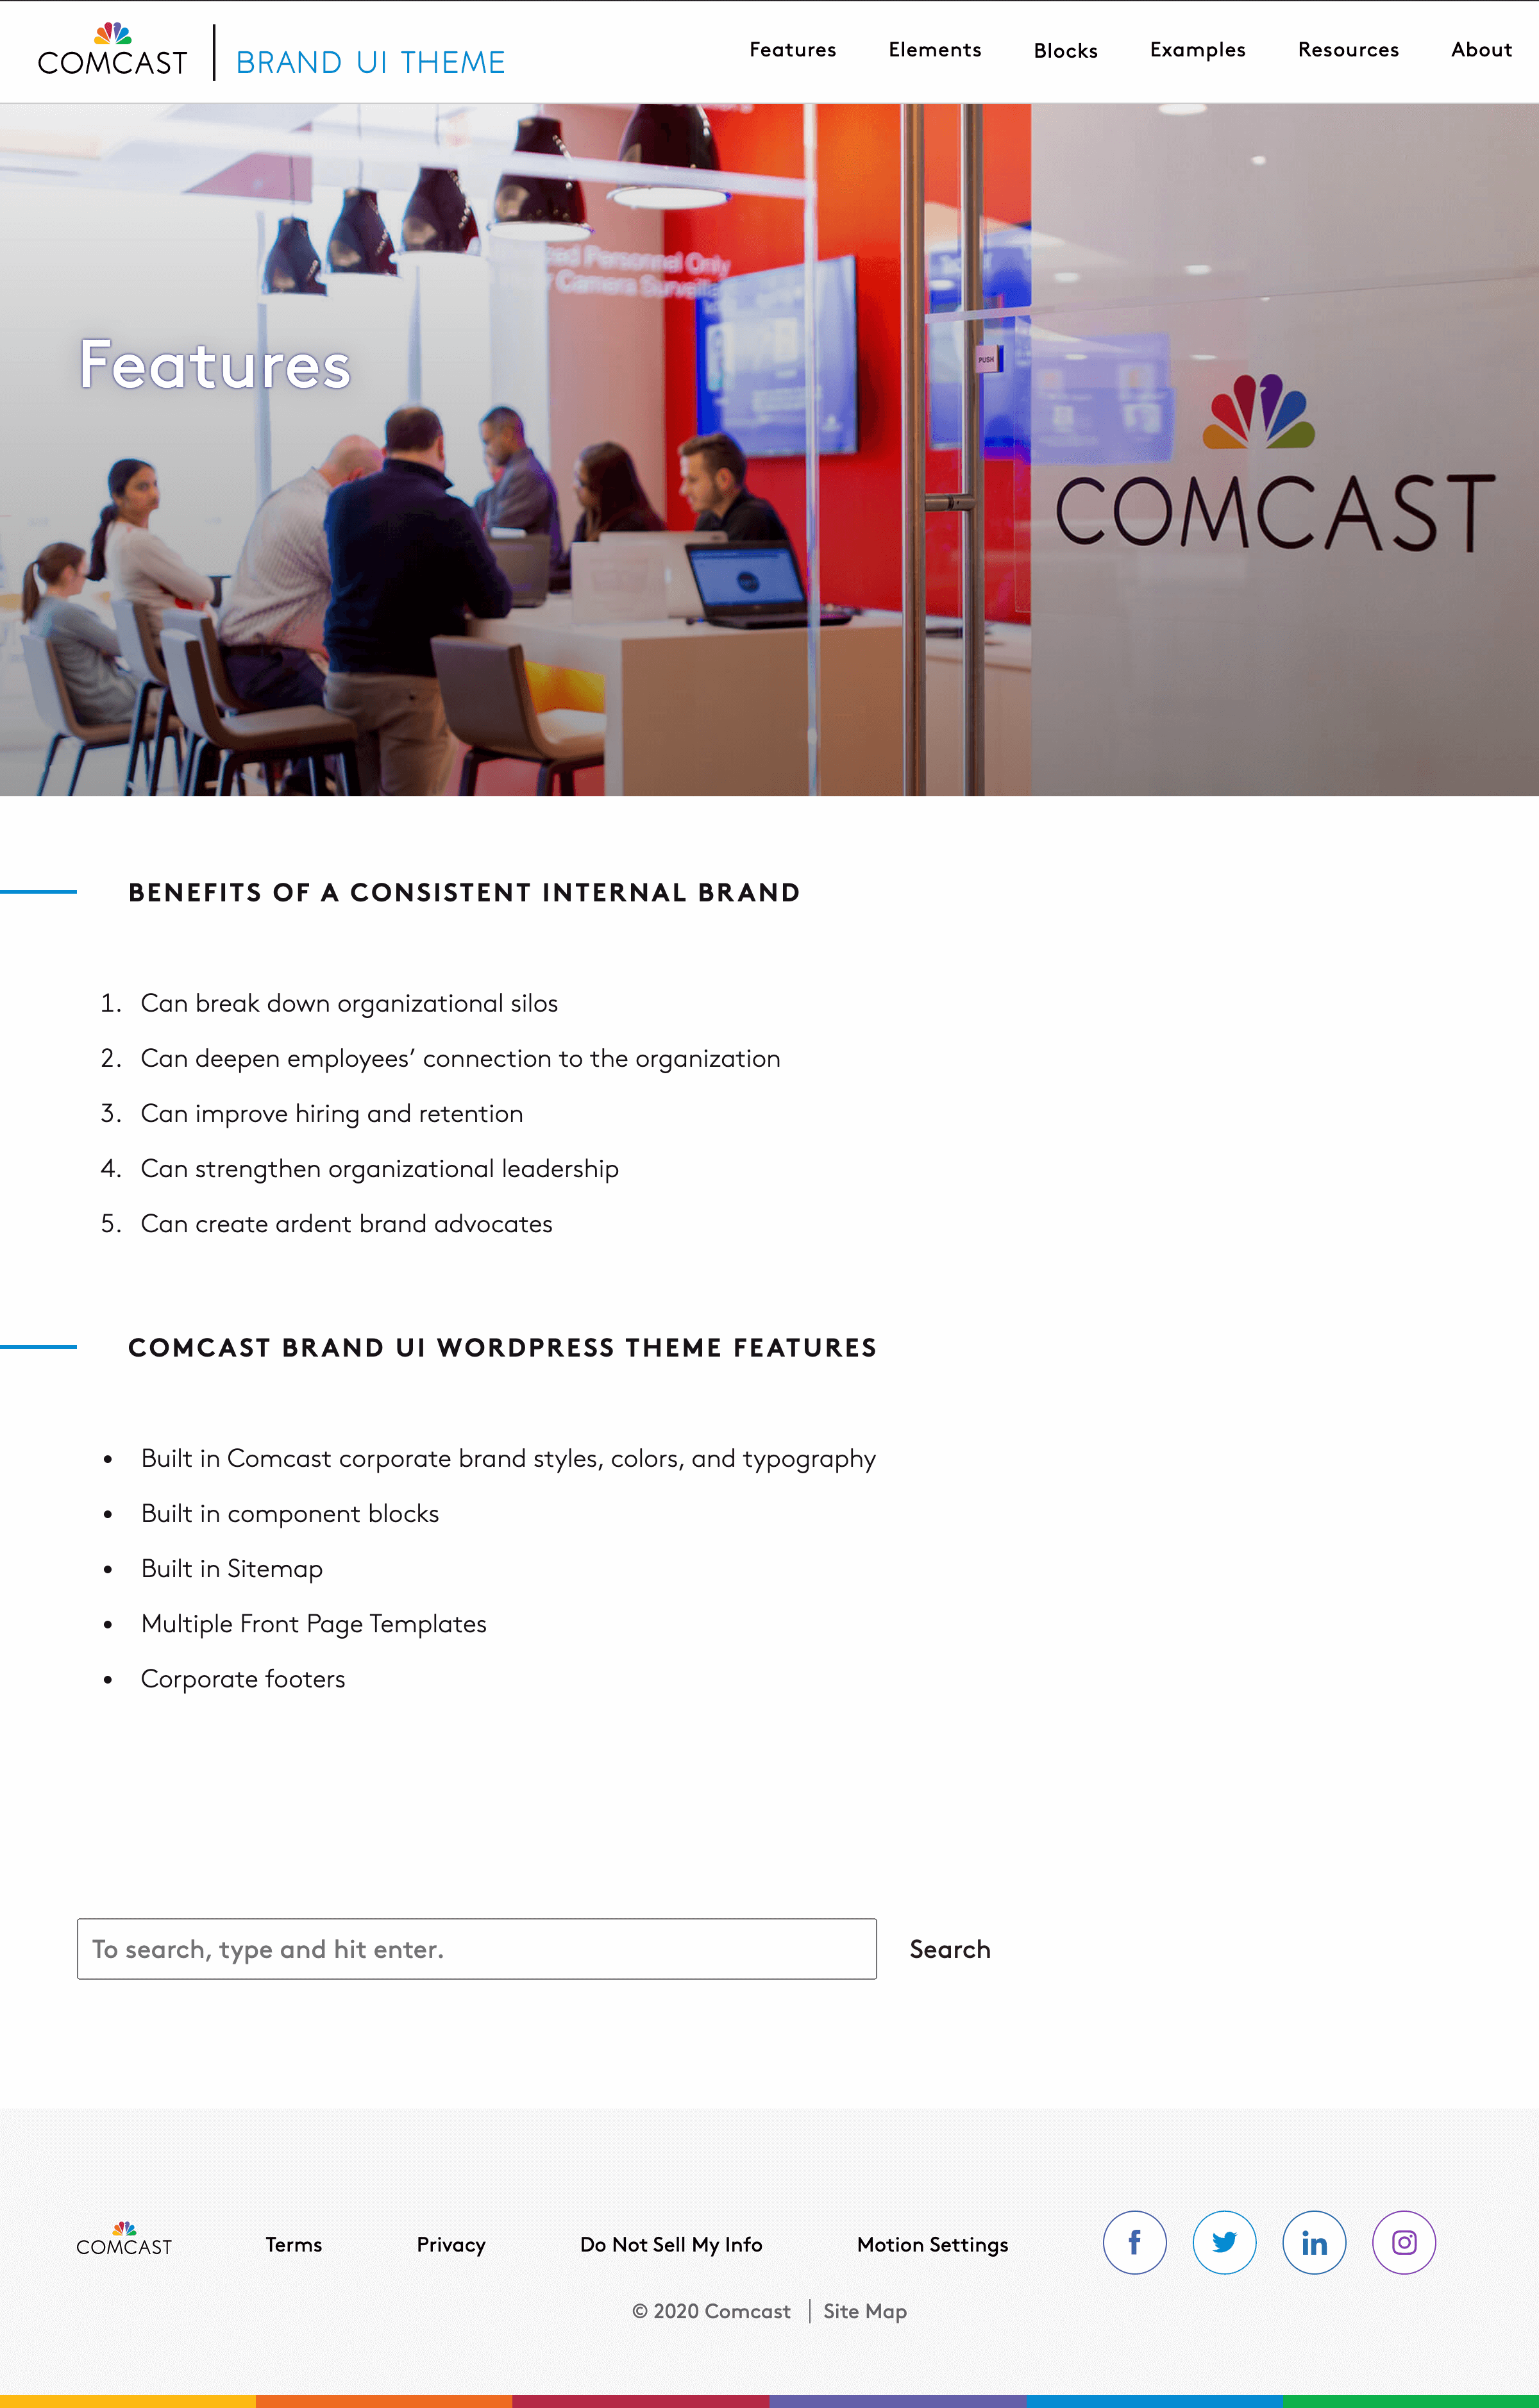 COMCAST
BRAND UI THEME
Features
Elements
Blocks
Examples
Resources
About
Personnel Only
Camera
PUSH
Features
COMCAST
BENEFITS OF A CONSISTENT INTERNAL BRAND
1. Can break down organizational silos
2. Can deepen employees’ connection to the organization
3. Can improve hiring and retention
4. Can strengthen organizational leadership
5. Can create ardent brand advocates
COMCAST BRAND UI WORDPRESS THEME FEATURES
• Built in Comcast corporate brand styles, colors, and typography
• Built in component blocks
• Built in Sitemap
• Multiple Front Page Templates
• Corporate footers
To search, type and hit enter.
Search
COMCAST
Terms
Privacy
Do Not Sell My Info
Motion Settings
© 2020 Comcast | Site Map